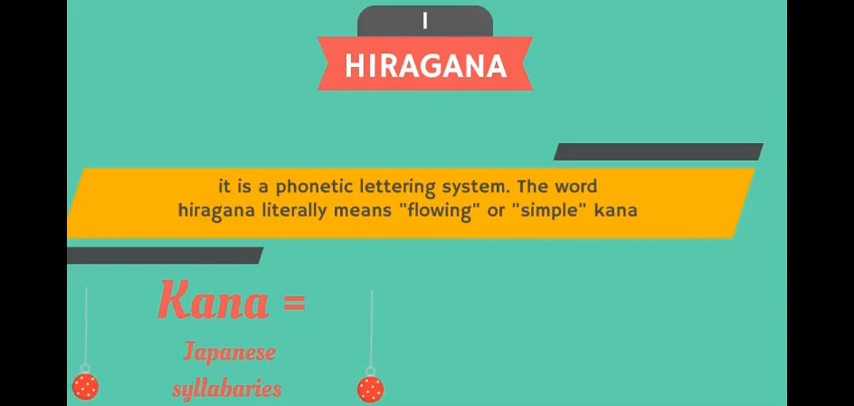 I
HIRAGANA
it is a phonetic lettering system. The word
hiragana literally means "flowing" or "simple" kana
Kana =
Japanese
syllabaries